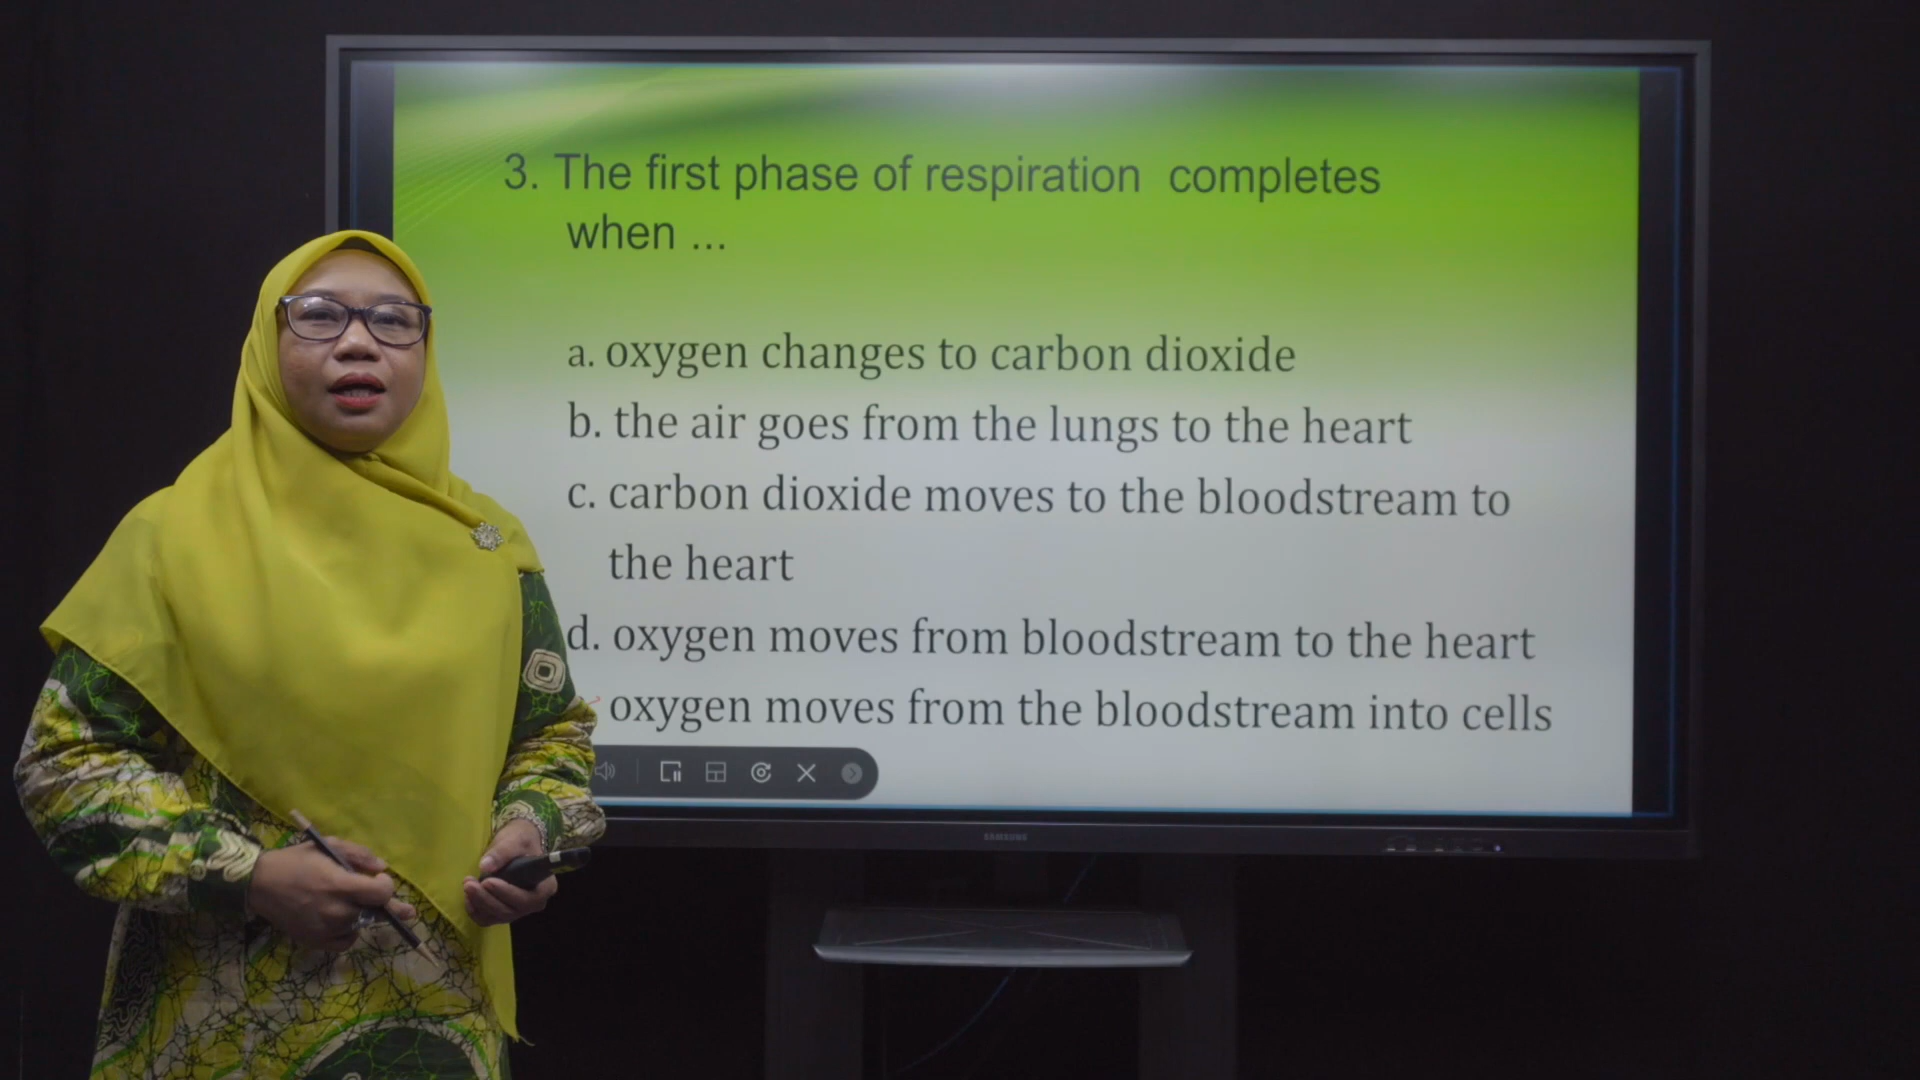 3. The first phase of respiration completes
when ...
a. oxygen changes to carbon dioxide
b. the air goes from the lungs to the heart
c. carbon dioxide moves to the bloodstream to
the heart
d. oxygen moves from bloodstream to the heart
oxygen moves from the bloodstream into cells
SAMSUNG